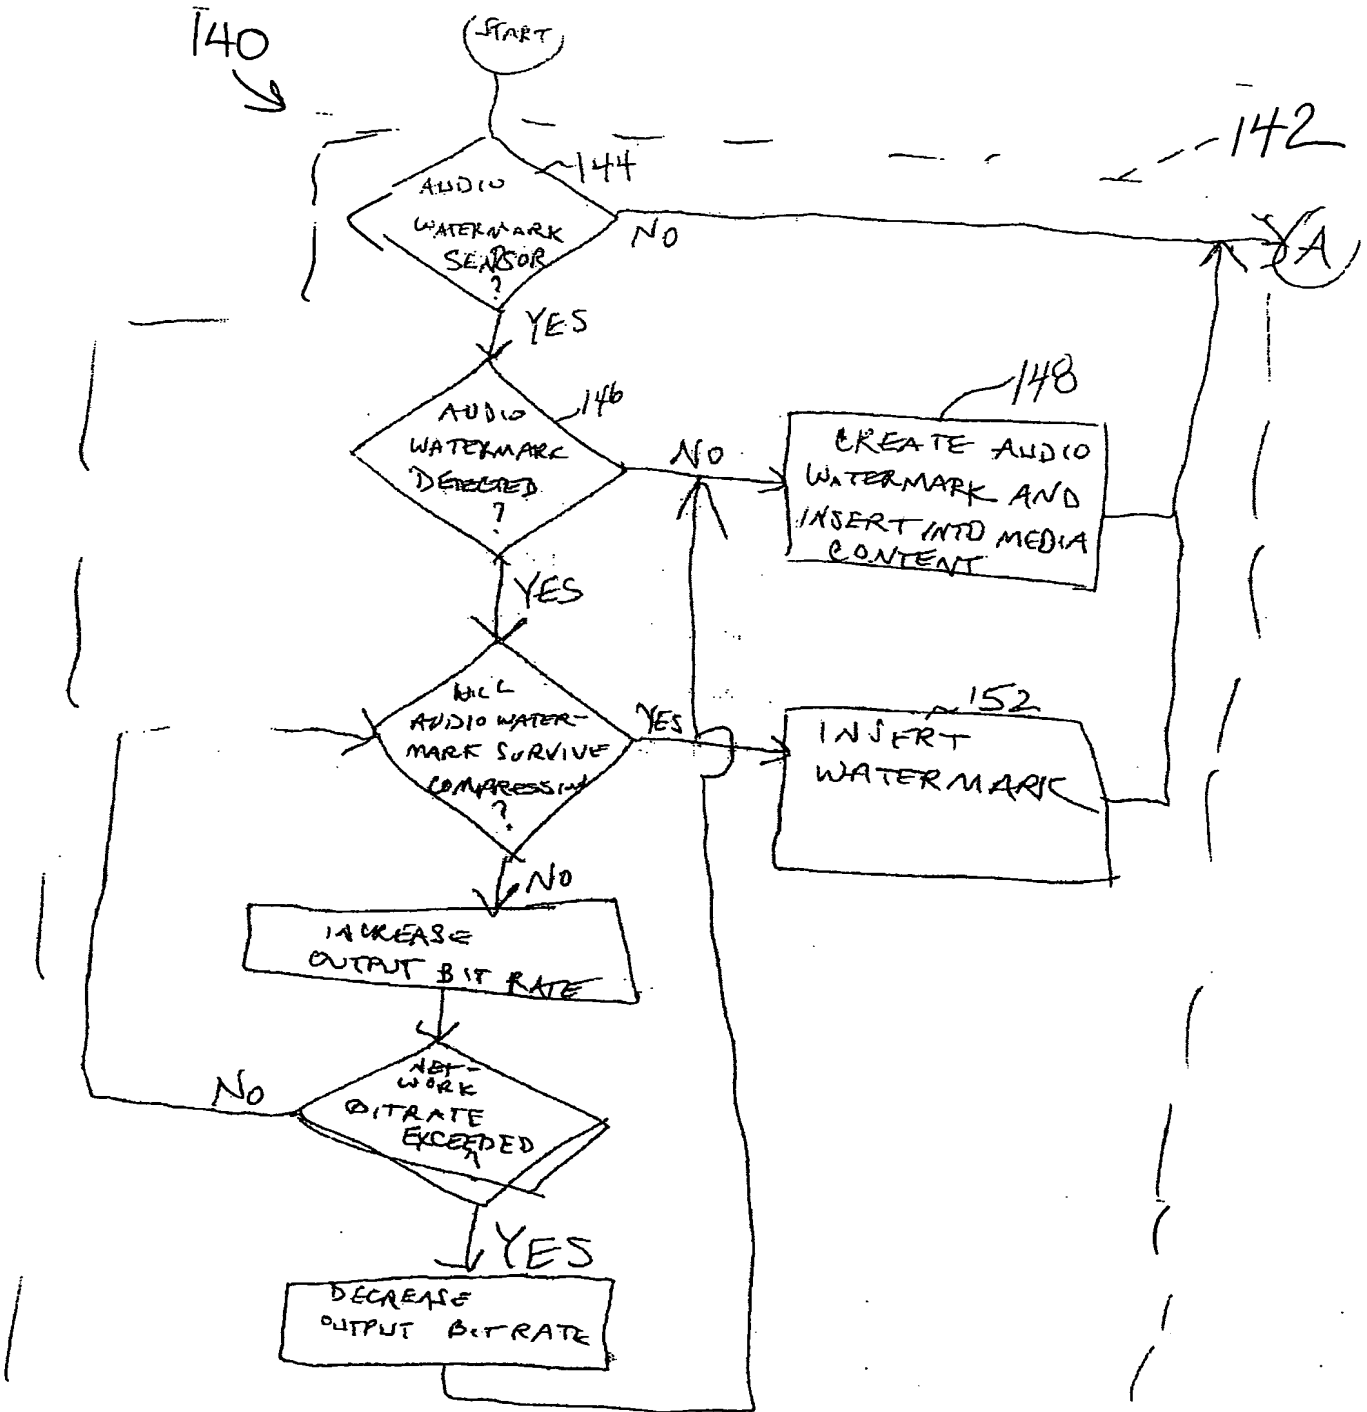 140
START
142
144
AUDIO
WATERMARK
SENSOR
?
NO
A
YES
146
AUDIO
WATERMARK
DETECTED
?
NO
148
CREATE AUDIO
WATERMARK AND
INSERT INTO MEDIA
CONTENT
YES
WILL
AUDIO WATER-
MARK SURVIVE
COMPRESSION
?
YES
152
INSERT
WATERMARK
NO
INCREASE
OUTPUT BIT RATE
NET-
WORK
BITRATE
EXCEEDED
?
NO
YES
DECREASE
OUTPUT BITRATE